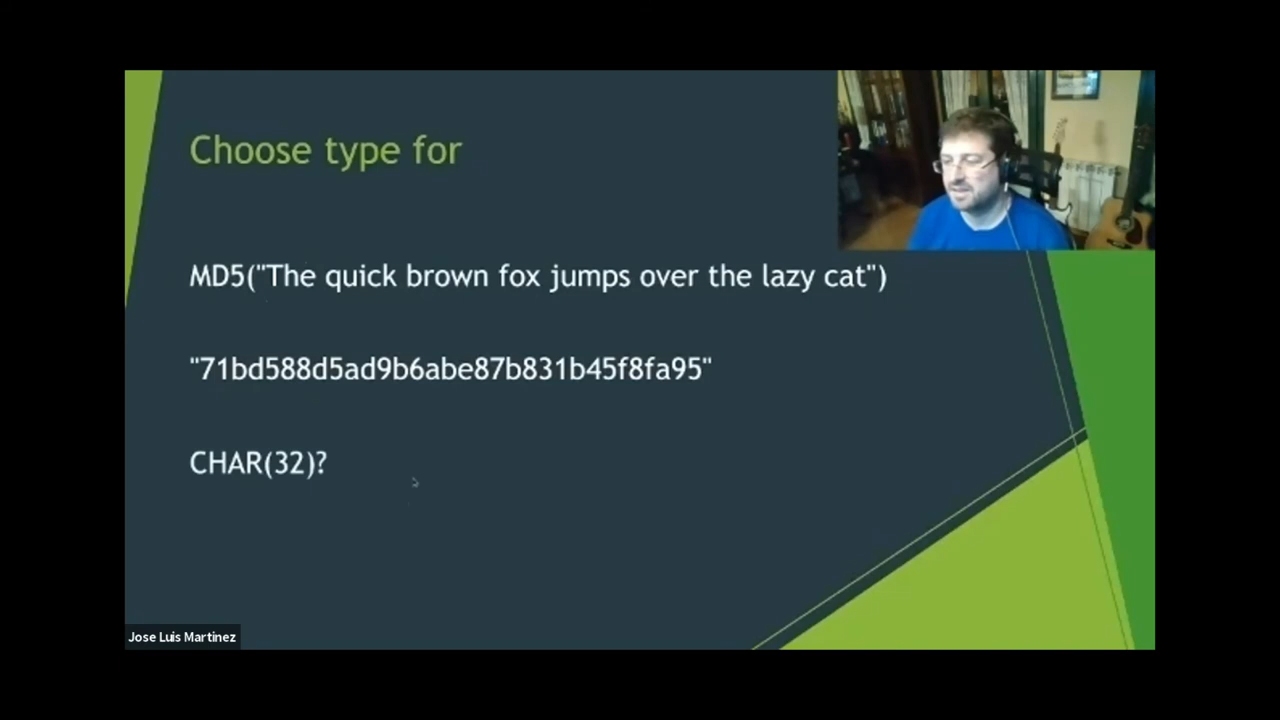 Choose type for
MD5("The quick brown fox jumps over the lazy cat")
"71bd588d5ad9b6abe87b831b45f8fa95"
CHAR(32)?
Jose Luis Martinez